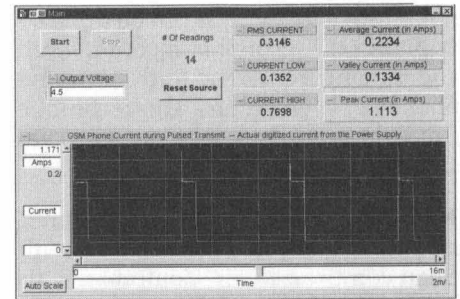 Main
Start
Stop
# Of Readings
14
Reset Source
Output Voltage
4.5
RMS CURRENT
0.3146
CURRENT LOW
0.1352
CURRENT HIGH
0.7698
Average Current (in Amps)
0.2234
Valley Current (in Amps)
0.1334
Peak Current (in Amps)
1.113
GSM Phone Current during Pulsed Transmit -- Actual digitized current from the Power Supply
1.171
Amps
0.2/
Current
0
0
16m
Auto Scale
Time
2m/